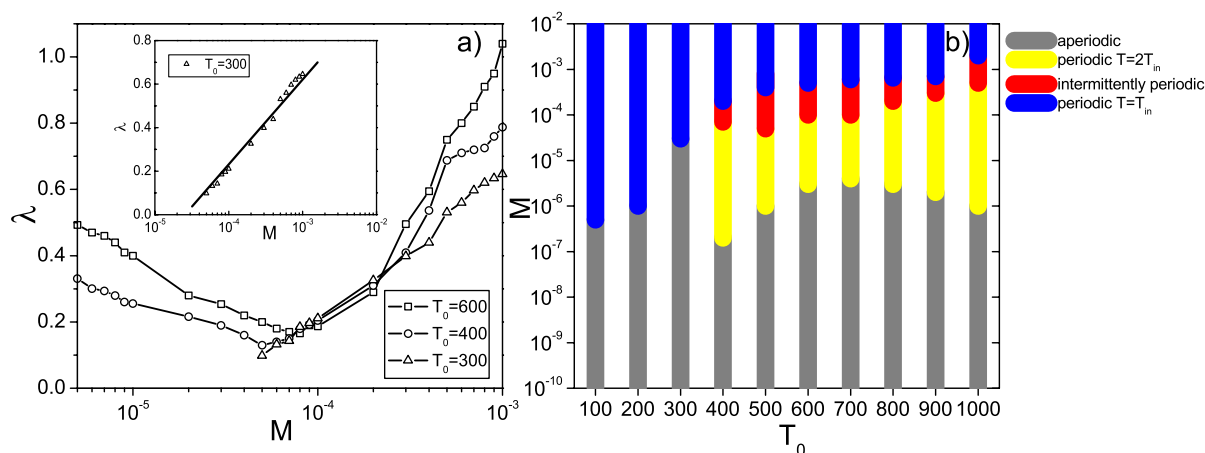 a)
1.0
0.8
0.6
0.4
0.2
0.0
λ
10⁻⁵
10⁻⁴
10⁻³
M
0.8
0.6
0.4
0.2
0.0
λ
T₀=300
10⁻⁵
10⁻⁴
10⁻³
10⁻²
M
T₀=600
T₀=400
T₀=300
b)
10⁻²
10⁻³
10⁻⁴
10⁻⁵
10⁻⁶
10⁻⁷
10⁻⁸
10⁻⁹
10⁻¹⁰
M
100 200 300 400 500 600 700 800 900 1000
T₀
aperiodic
periodic T=2Tᵢₙ
intermittently periodic
periodic T=Tᵢₙ